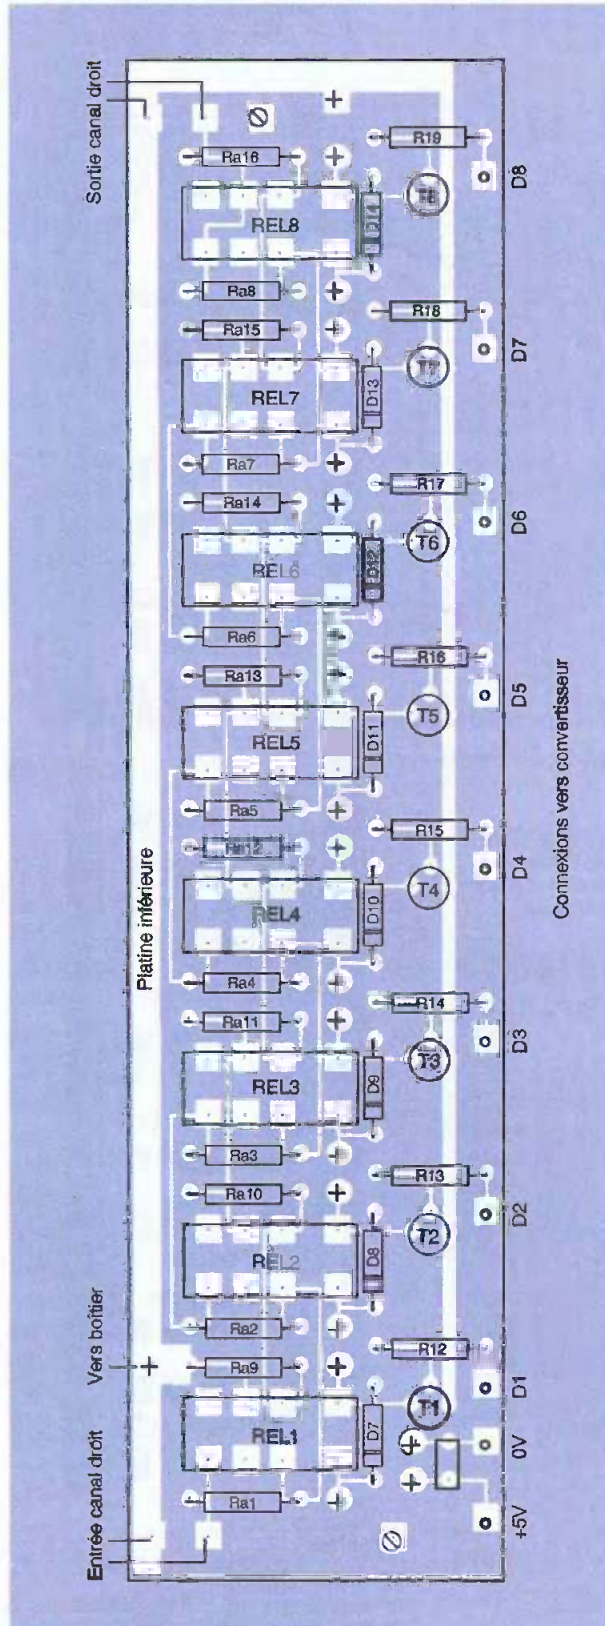 Sortie canal droit
Vers boîtier
Entrée canal droit
Platine inférieure
Ra16
REL8
Ra8
Ra15
REL7
Ra7
Ra14
REL6
Ra6
Ra13
REL5
Ra5
Ra12
REL4
Ra4
Ra11
REL3
Ra3
Ra10
REL2
Ra2
Ra9
REL1
Ra1
D14
D13
D12
D11
D10
D9
D8
D7
R19
T8
R18
T7
R17
T6
R16
T5
R15
T4
R14
T3
R13
T2
R12
T1
D8
D7
D6
D5
D4
D3
D2
D1
0V
+5V
Connexions vers convertisseur